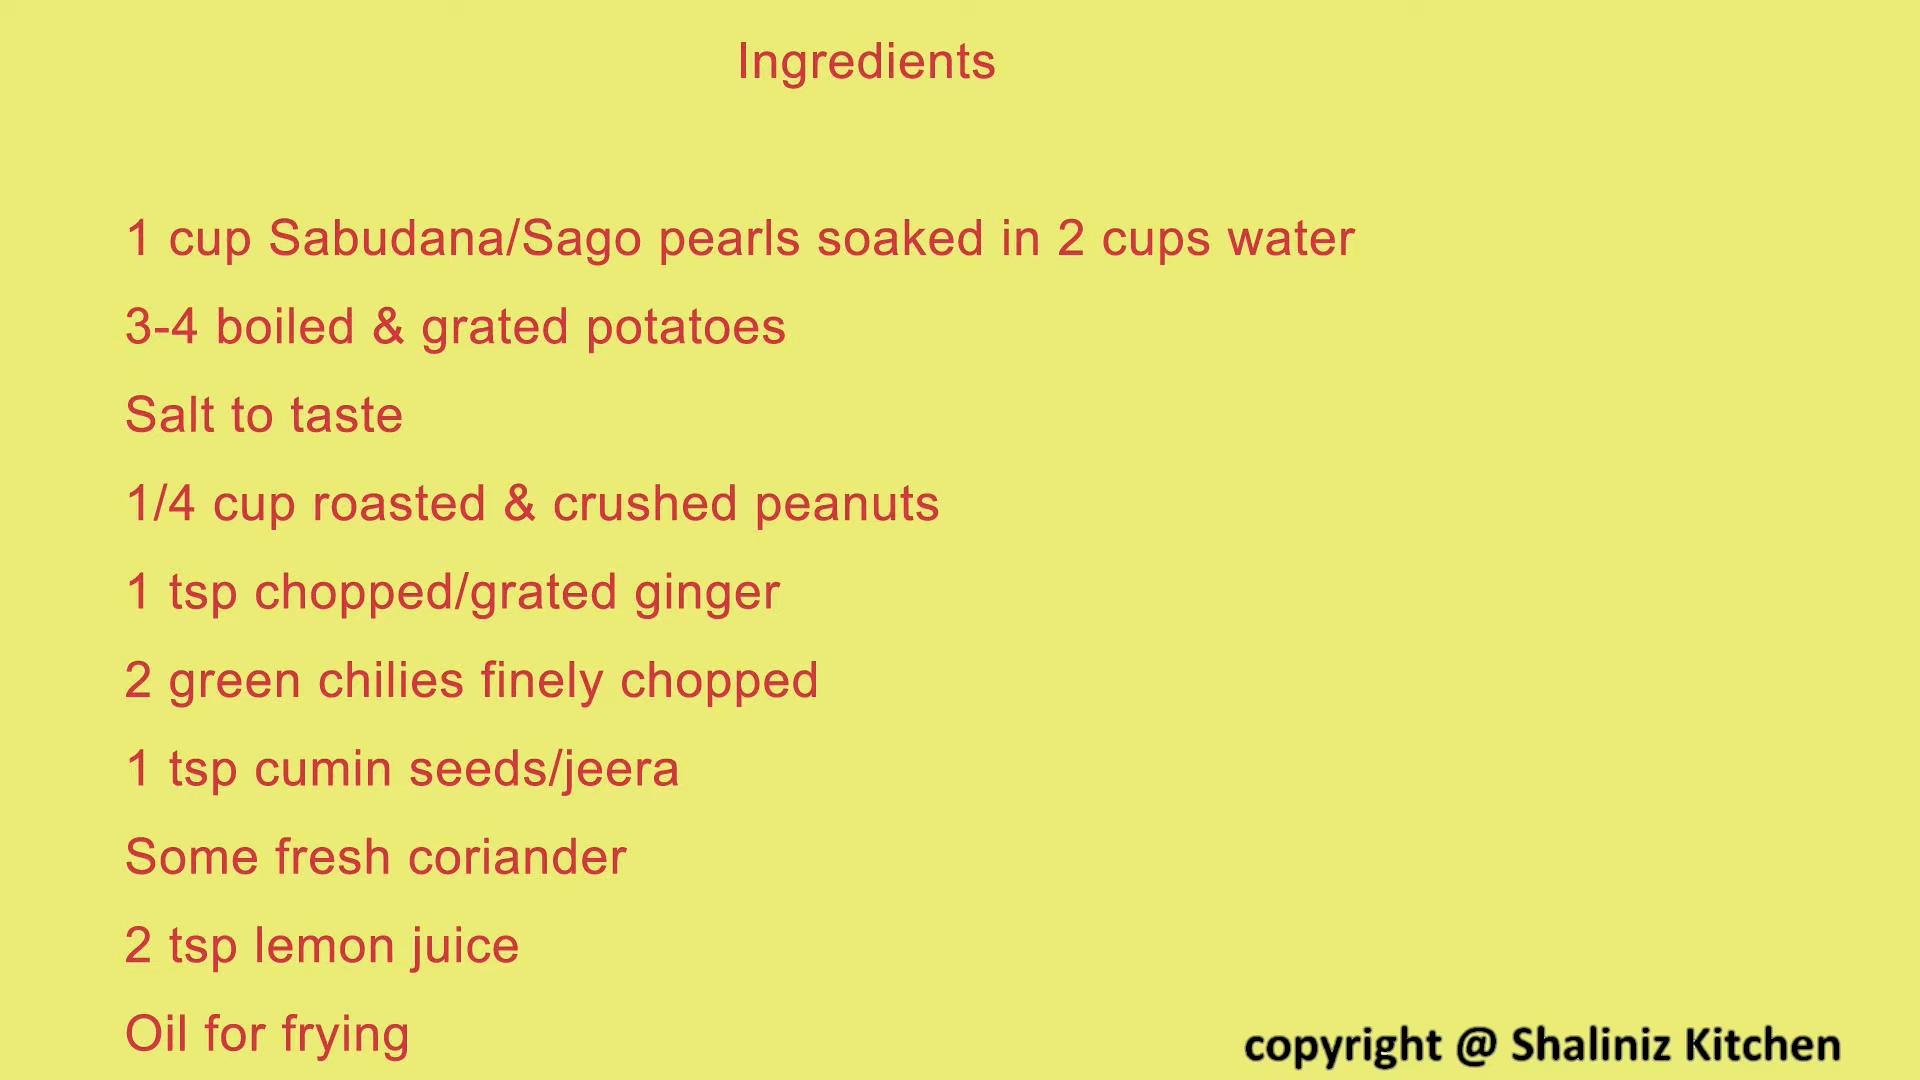 Ingredients
1 cup Sabudana/Sago pearls soaked in 2 cups water
3-4 boiled & grated potatoes
Salt to taste
1/4 cup roasted & crushed peanuts
1 tsp chopped/grated ginger
2 green chilies finely chopped
1 tsp cumin seeds/jeera
Some fresh coriander
2 tsp lemon juice
Oil for frying
copyright @ Shaliniz Kitchen